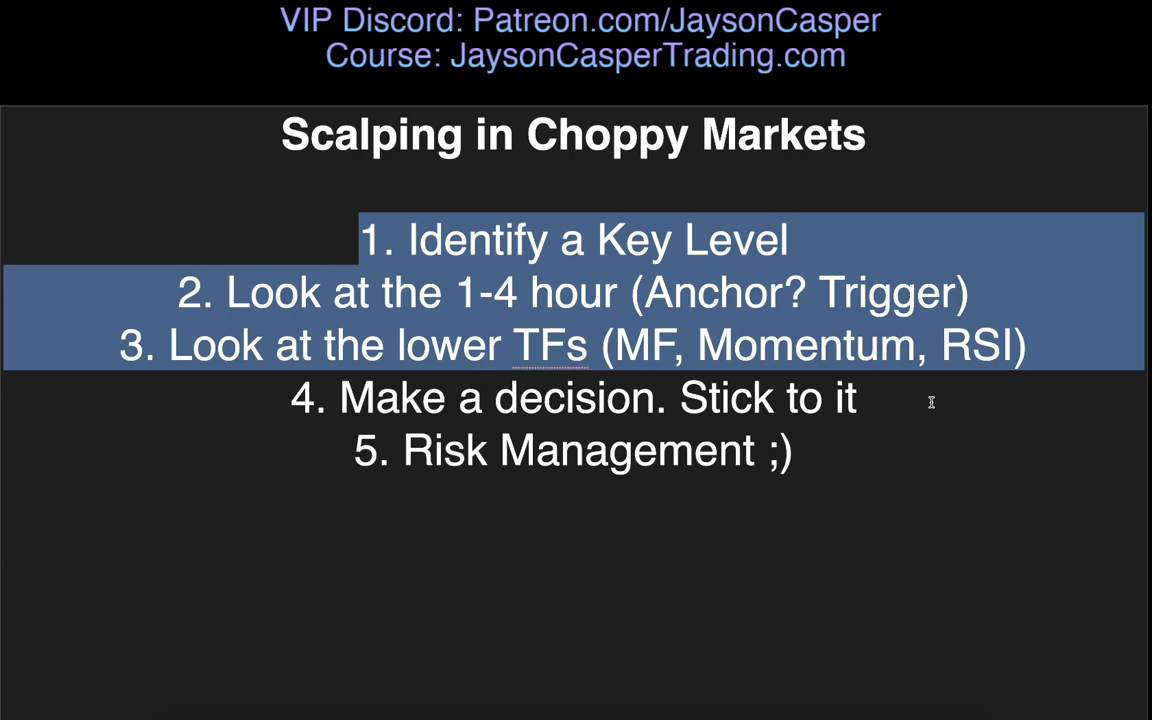 VIP Discord: Patreon.com/JaysonCasper
Course: JaysonCasperTrading.com
Scalping in Choppy Markets
1. Identify a Key Level
2. Look at the 1-4 hour (Anchor? Trigger)
3. Look at the lower TFs (MF, Momentum, RSI)
4. Make a decision. Stick to it
5. Risk Management ;)